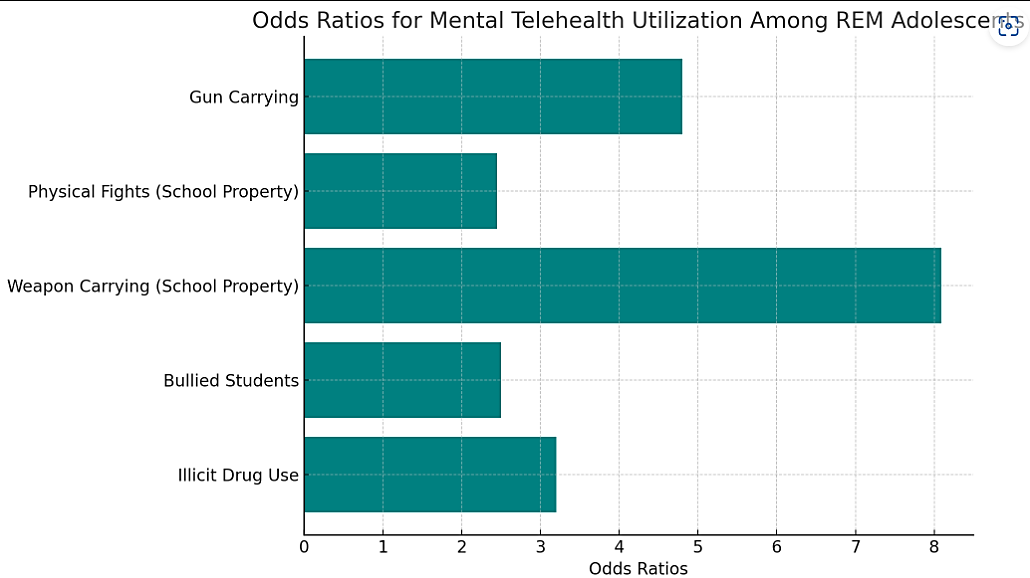 Odds Ratios for Mental Telehealth Utilization Among REM Adolescents
Gun Carrying
Physical Fights (School Property)
Weapon Carrying (School Property)
Bullied Students
Illicit Drug Use
0 1 2 3 4 5 6 7 8
Odds Ratios